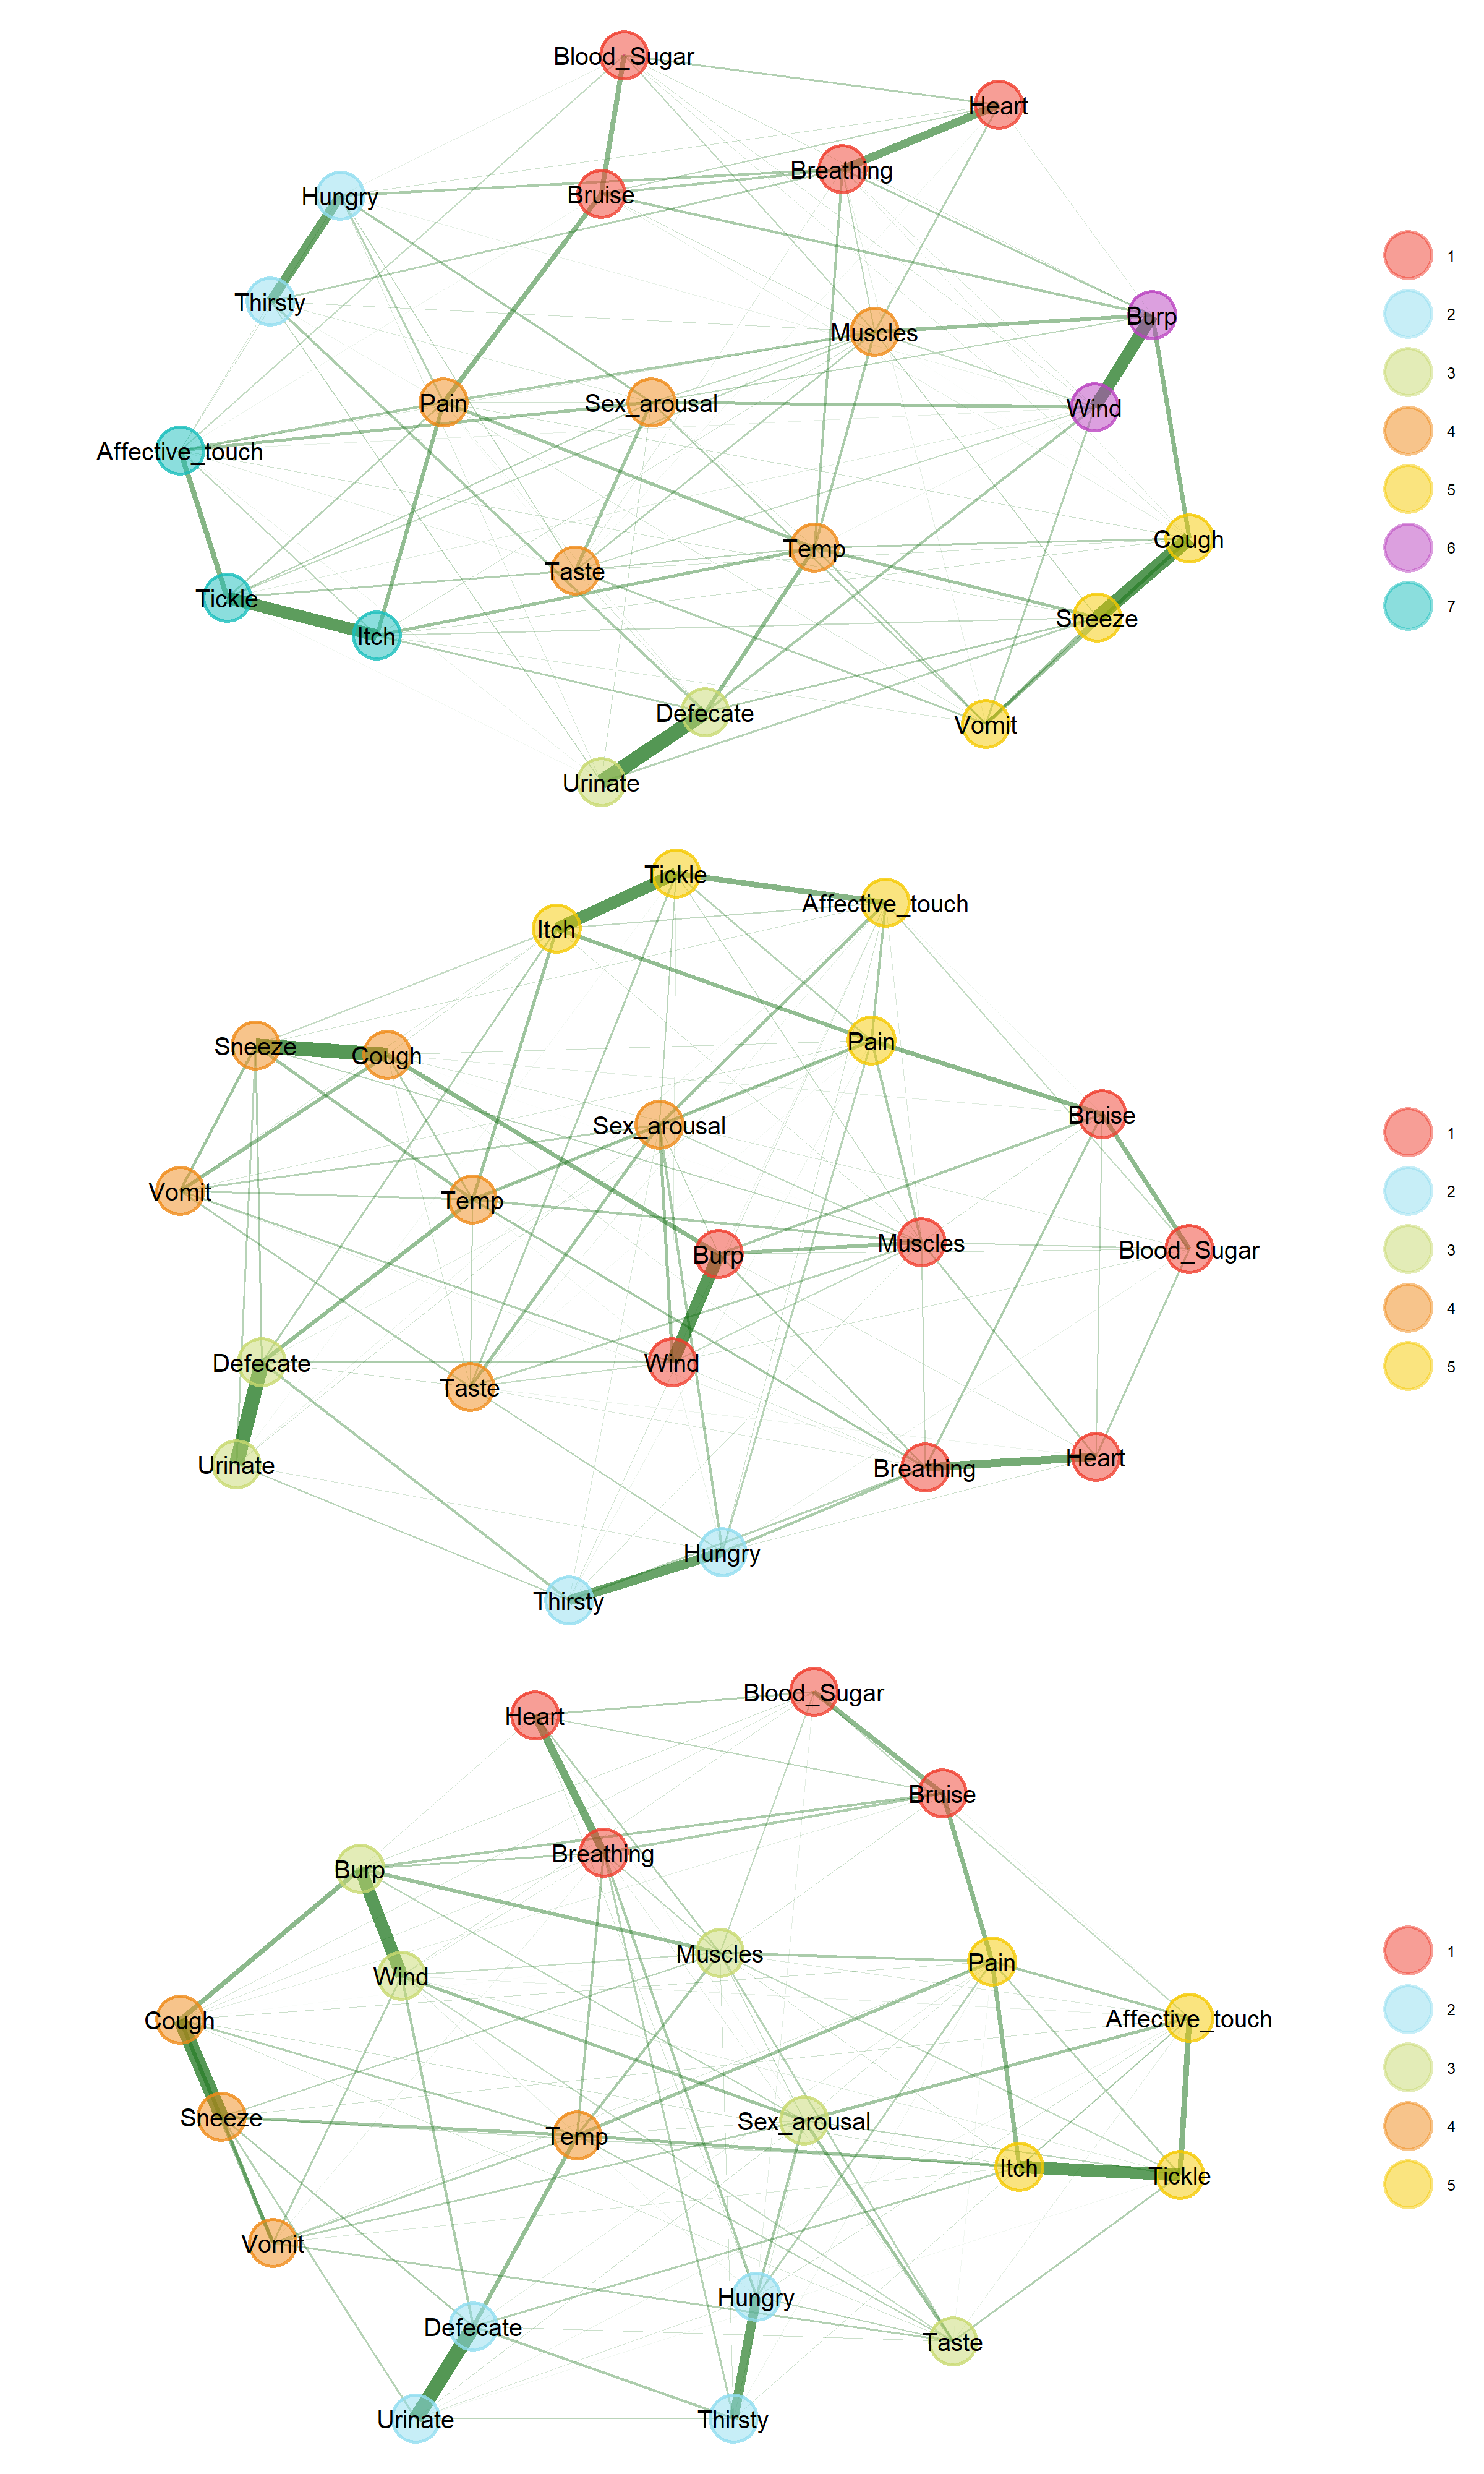 Blood_Sugar
Heart
Breathing
Hungry
Bruise
Thirsty
Burp
Muscles
Pain
Sex_arousal
Wind
Affective_touch
Cough
Temp
Taste
Tickle
Sneeze
Itch
Defecate
Vomit
Urinate
1
2
3
4
5
6
7
Tickle
Affective_touch
Itch
Pain
Sneeze
Cough
Bruise
Sex_arousal
Vomit
Temp
Muscles
Burp
Blood_Sugar
Defecate
Wind
Taste
Urinate
Breathing
Heart
Hungry
Thirsty
1
2
3
4
5
Blood_Sugar
Heart
Bruise
Breathing
Burp
Muscles
Pain
Wind
Cough
Affective_touch
Sneeze
Sex_arousal
Temp
Itch
Tickle
Vomit
Hungry
Defecate
Taste
Urinate
Thirsty
1
2
3
4
5